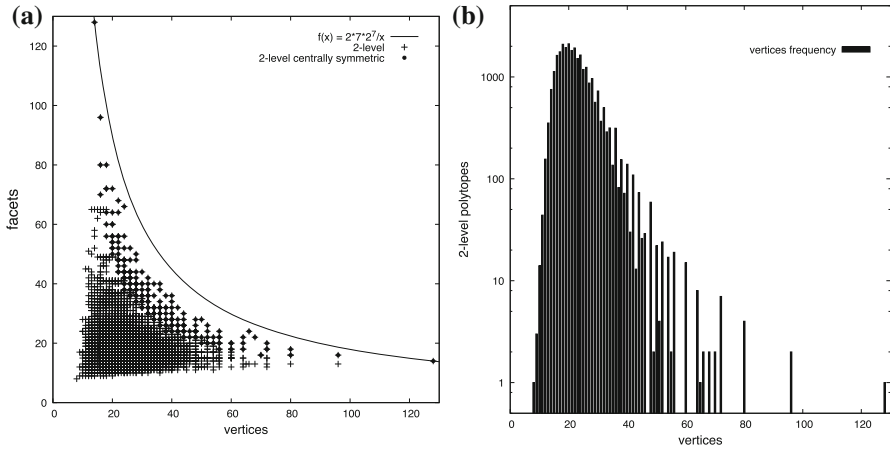 (a)
f(x) = 2*7*2⁷/x
2-level
2-level centrally symmetric
120
100
80
60
40
20
0
facets
0 20 40 60 80 100 120
vertices
(b)
vertices frequency
1000
100
10
1
2-level polytopes
0 20 40 60 80 100 120
vertices